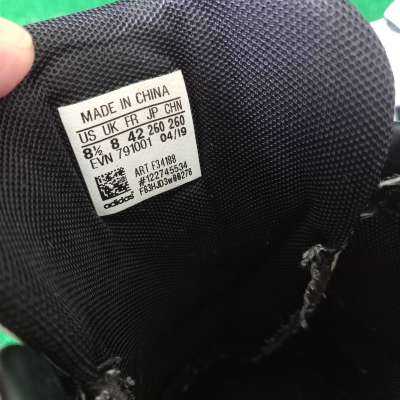 MADE IN CHINA
US UK FR JP CHN
8½ 8 42 260 260
EVN 791001 04/19
ART F34188
#122745534
F63HJD3W00276
adidas